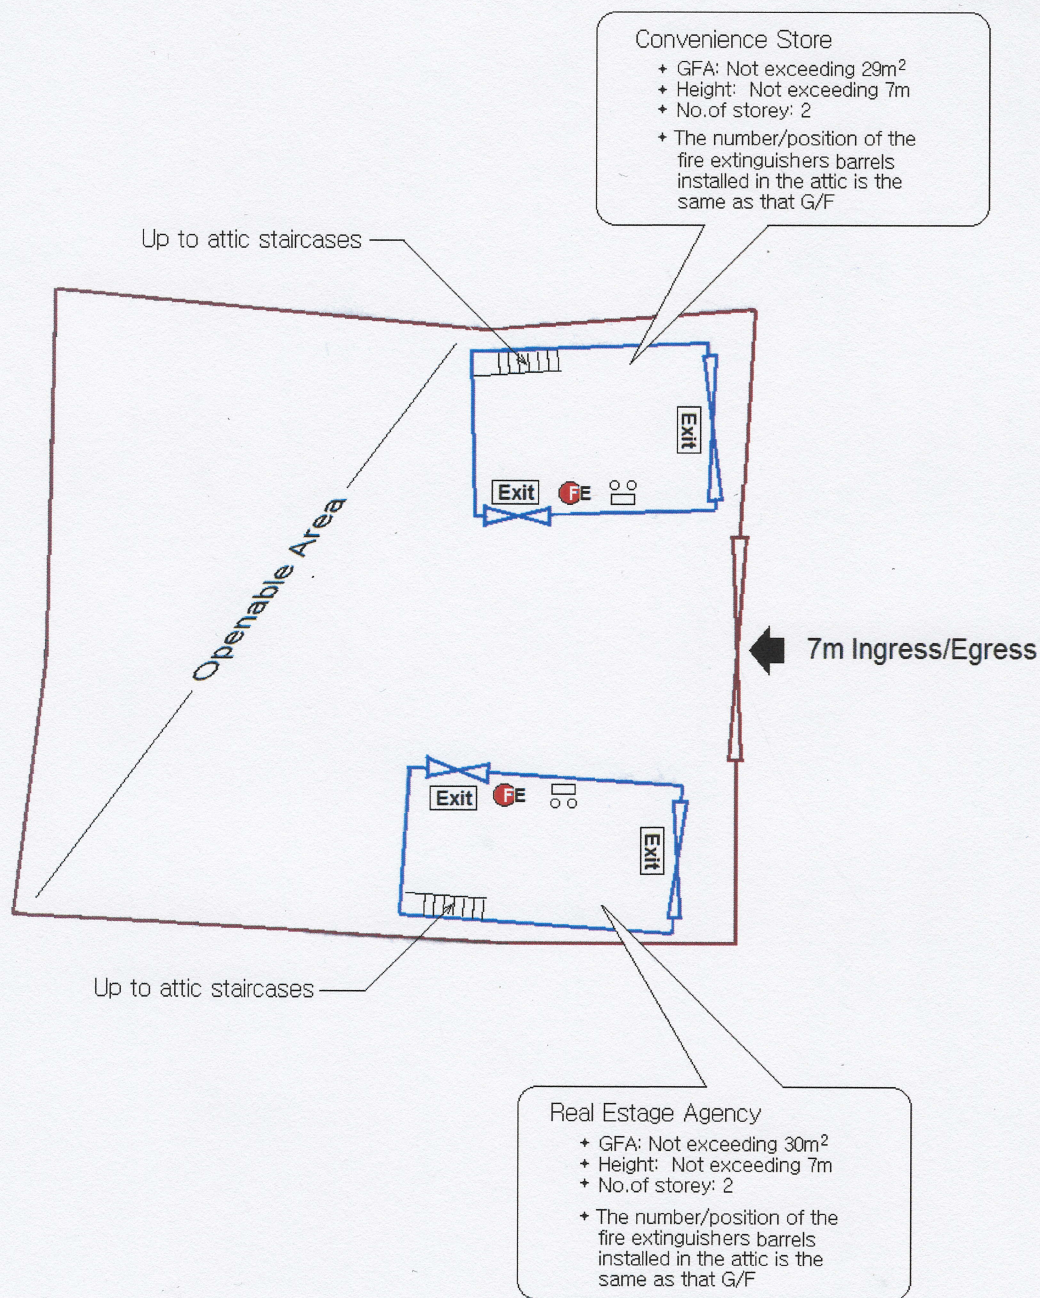 Convenience Store
+ GFA: Not exceeding 29m²
+ Height: Not exceeding 7m
+ No.of storey: 2
+ The number/position of the
fire extinguishers barrels
installed in the attic is the
same as that G/F
Up to attic staircases
Exit
Exit
FE
Openable Area
7m Ingress/Egress
Exit
FE
Exit
Up to attic staircases
Real Estage Agency
+ GFA: Not exceeding 30m²
+ Height: Not exceeding 7m
+ No.of storey: 2
+ The number/position of the
fire extinguishers barrels
installed in the attic is the
same as that G/F